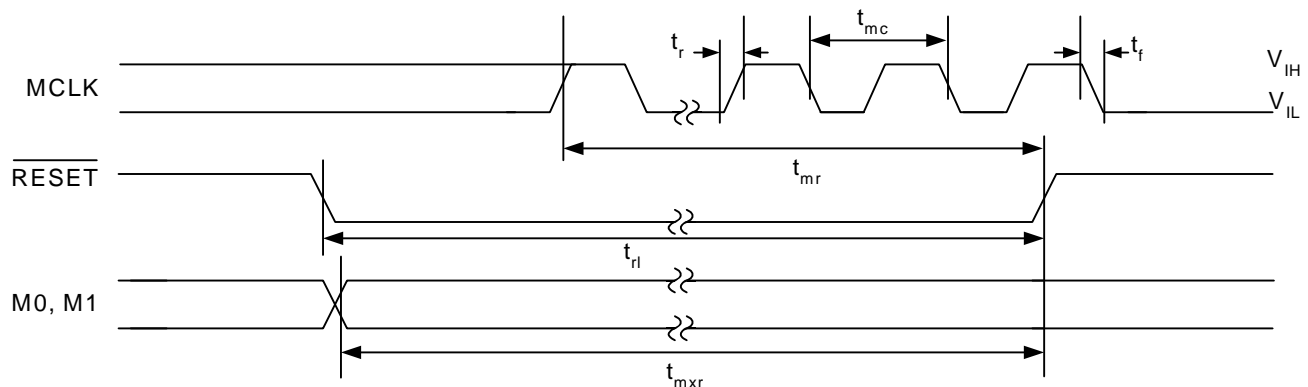 t_mc
t_r
t_f
V_IH
MCLK
V_IL
RESET
t_mr
t_rl
M0, M1
t_mxr